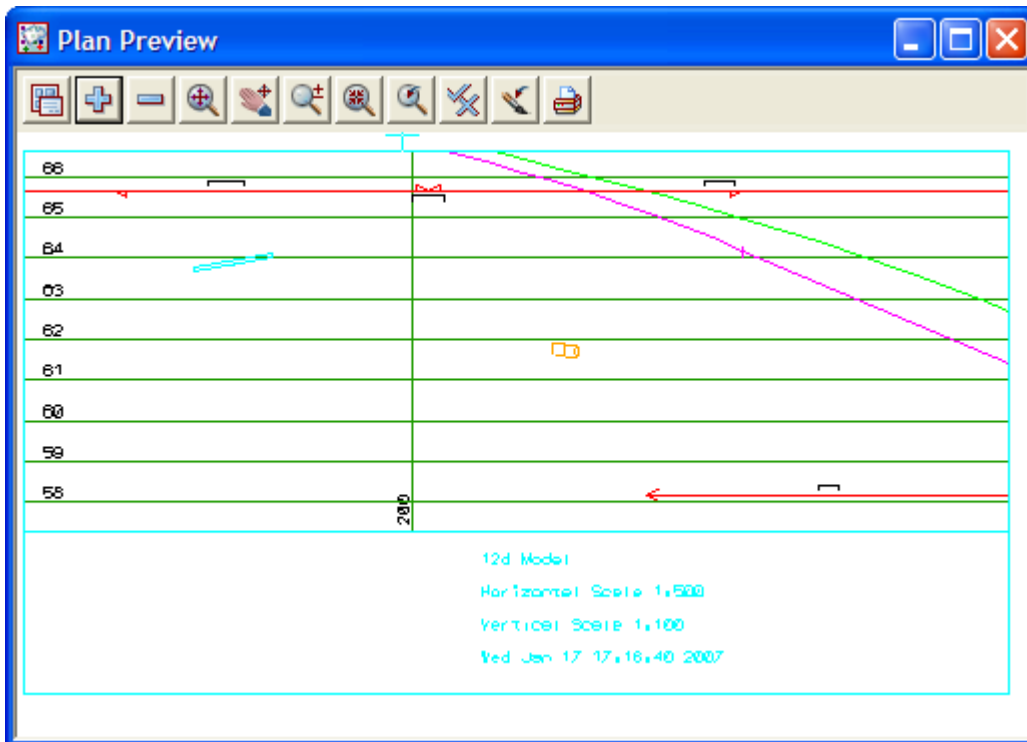 Plan Preview
66
65
64
63
62
61
60
59
58
200
12d Model
Horizontal Scale 1:500
Vertical Scale 1:100
Wed Jan 17 17:16:40 2007